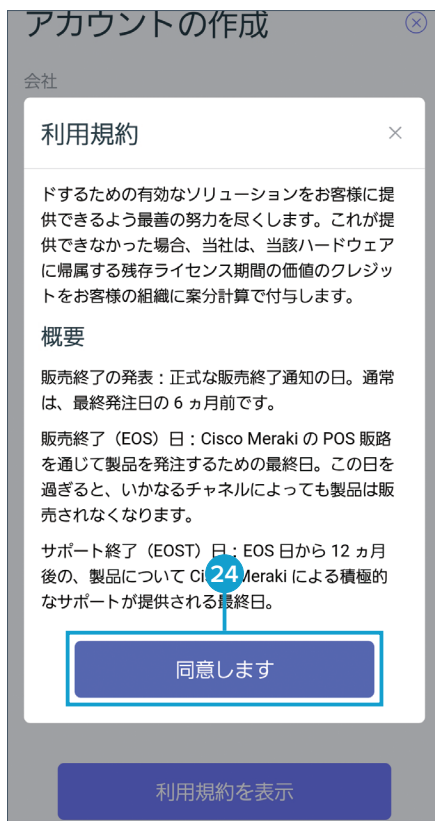 アカウントの作成
会社
利用規約
ドするための有効なソリューションをお客様に提
供できるよう最善の努力を尽くします。これが提
供できなかった場合、当社は、当該ハードウェア
に帰属する残存ライセンス期間の価値のクレジッ
トをお客様の組織に案分計算で付与します。
概要
販売終了の発表：正式な販売終了通知の日。通常
は、最終発注日の 6 ヵ月前です。
販売終了（EOS）日：Cisco Meraki の POS 販路
を通じて製品を発注するための最終日。この日を
過ぎると、いかなるチャネルによっても製品は販
売されなくなります。
サポート終了（EOST）日：EOS 日から 12 ヵ月
後の、製品について Meraki による積極的
24
なサポートが提供される最終日。
同意します
利用規約を表示